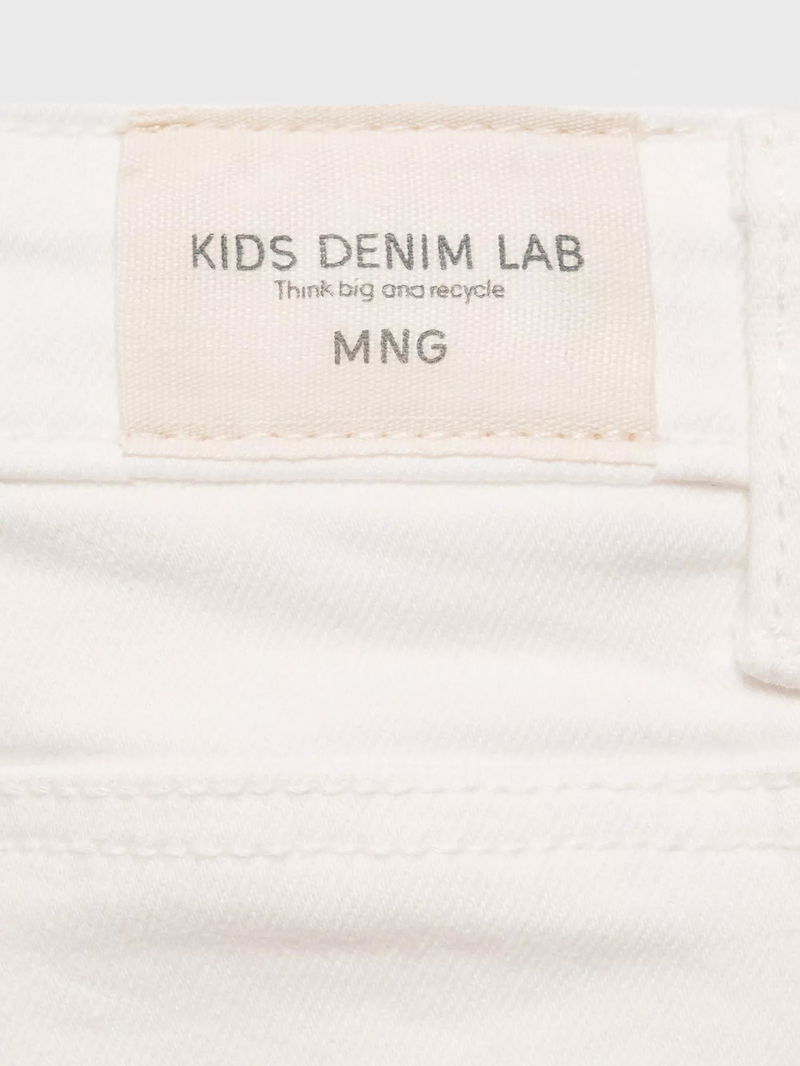 KIDS DENIM LAB
Think big and recycle
MNG